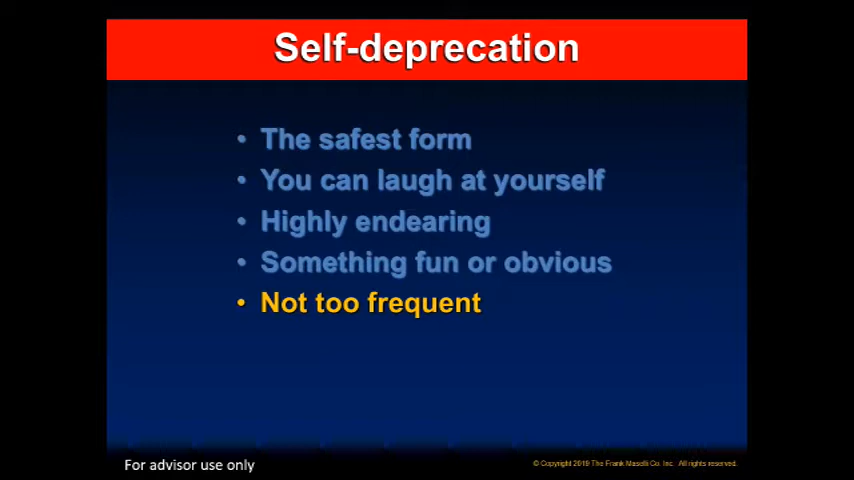 Self-deprecation
• The safest form
• You can laugh at yourself
• Highly endearing
• Something fun or obvious
• Not too frequent
For advisor use only
© Copyright 2019 The Frank Maselli Co. Inc. All rights reserved.